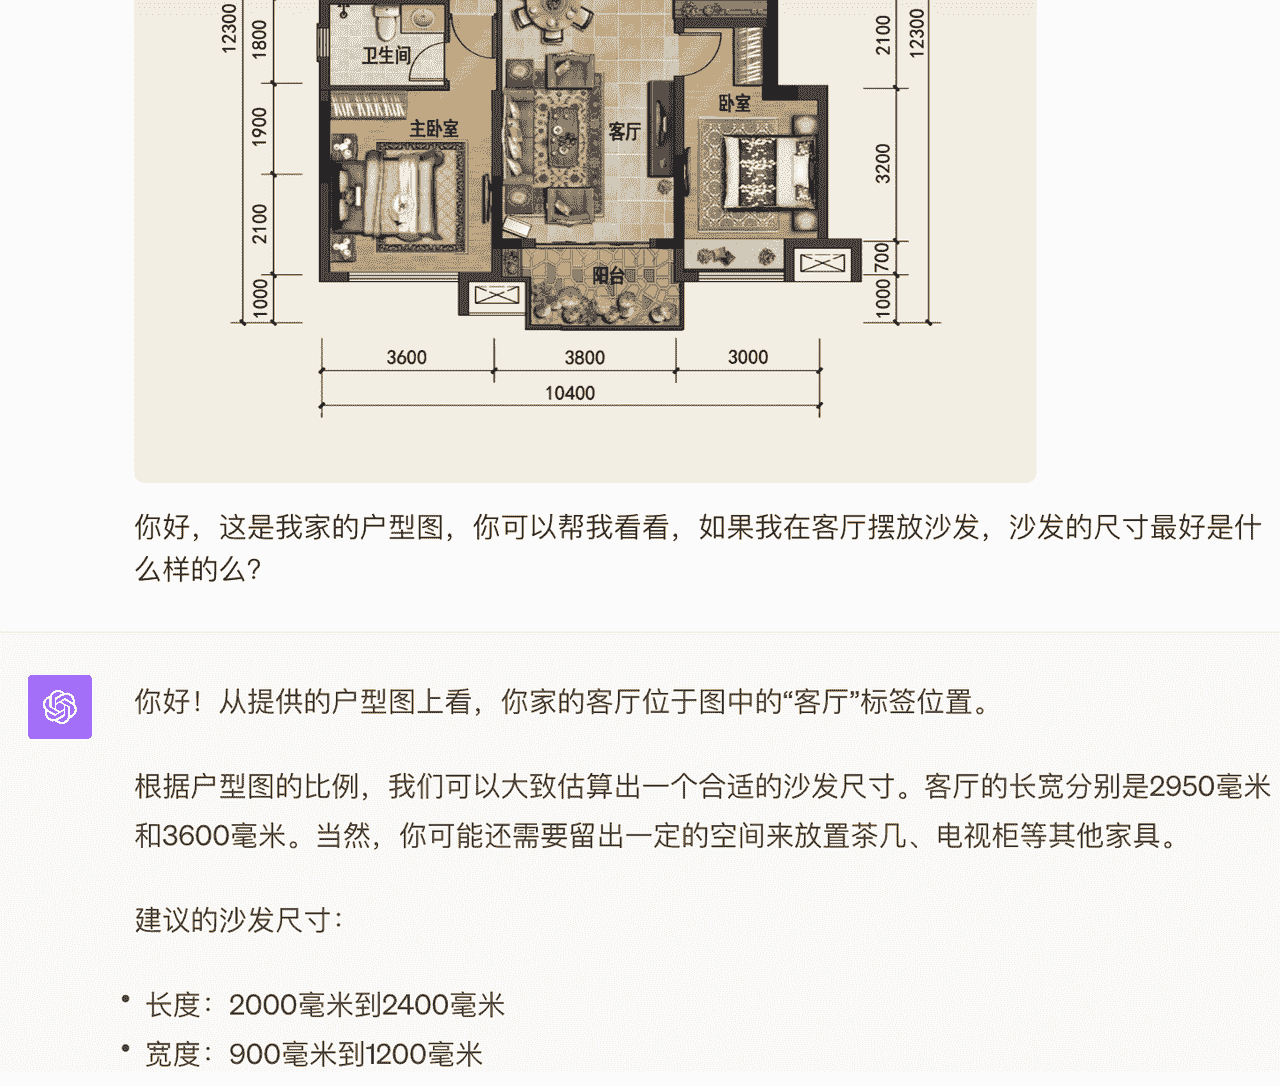 12300
1800
1900
2100
1000
卫生间
主卧室
客厅
卧室
阳台
2100
12300
3200
700
1000
3600
3800
3000
10400
你好，这是我家的户型图，你可以帮我看看，如果我在客厅摆放沙发，沙发的尺寸最好是什
么样的么？
你好！从提供的户型图上看，你家的客厅位于图中的“客厅”标签位置。
根据户型图的比例，我们可以大致估算出一个合适的沙发尺寸。客厅的长宽分别是2950毫米
和3600毫米。当然，你可能还需要留出一定的空间来放置茶几、电视柜等其他家具。
建议的沙发尺寸：
• 长度：2000毫米到2400毫米
• 宽度：900毫米到1200毫米